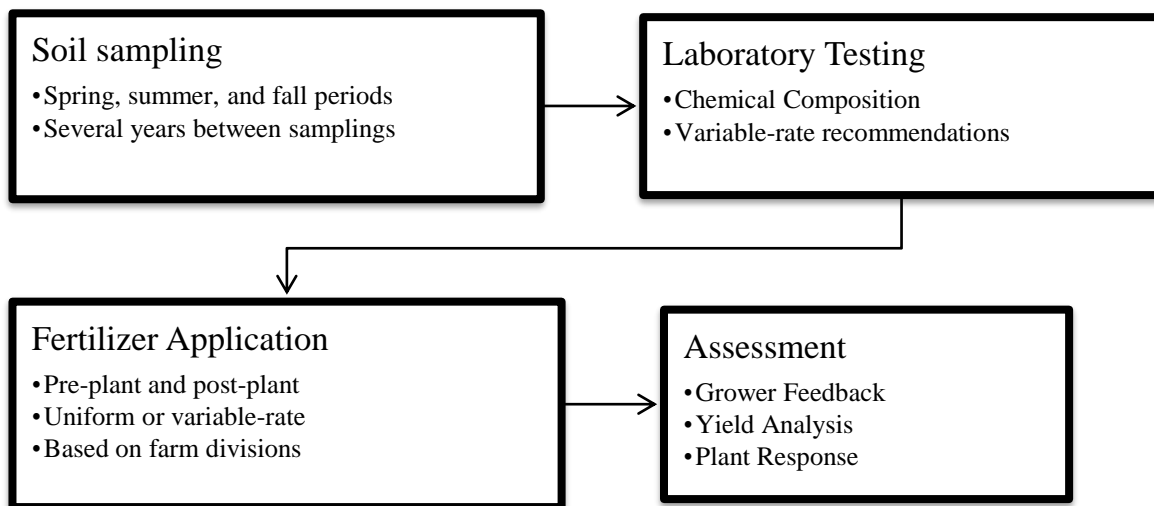 Soil sampling
•Spring, summer, and fall periods
•Several years between samplings
Laboratory Testing
•Chemical Composition
•Variable-rate recommendations
Fertilizer Application
•Pre-plant and post-plant
•Uniform or variable-rate
•Based on farm divisions
Assessment
•Grower Feedback
•Yield Analysis
•Plant Response